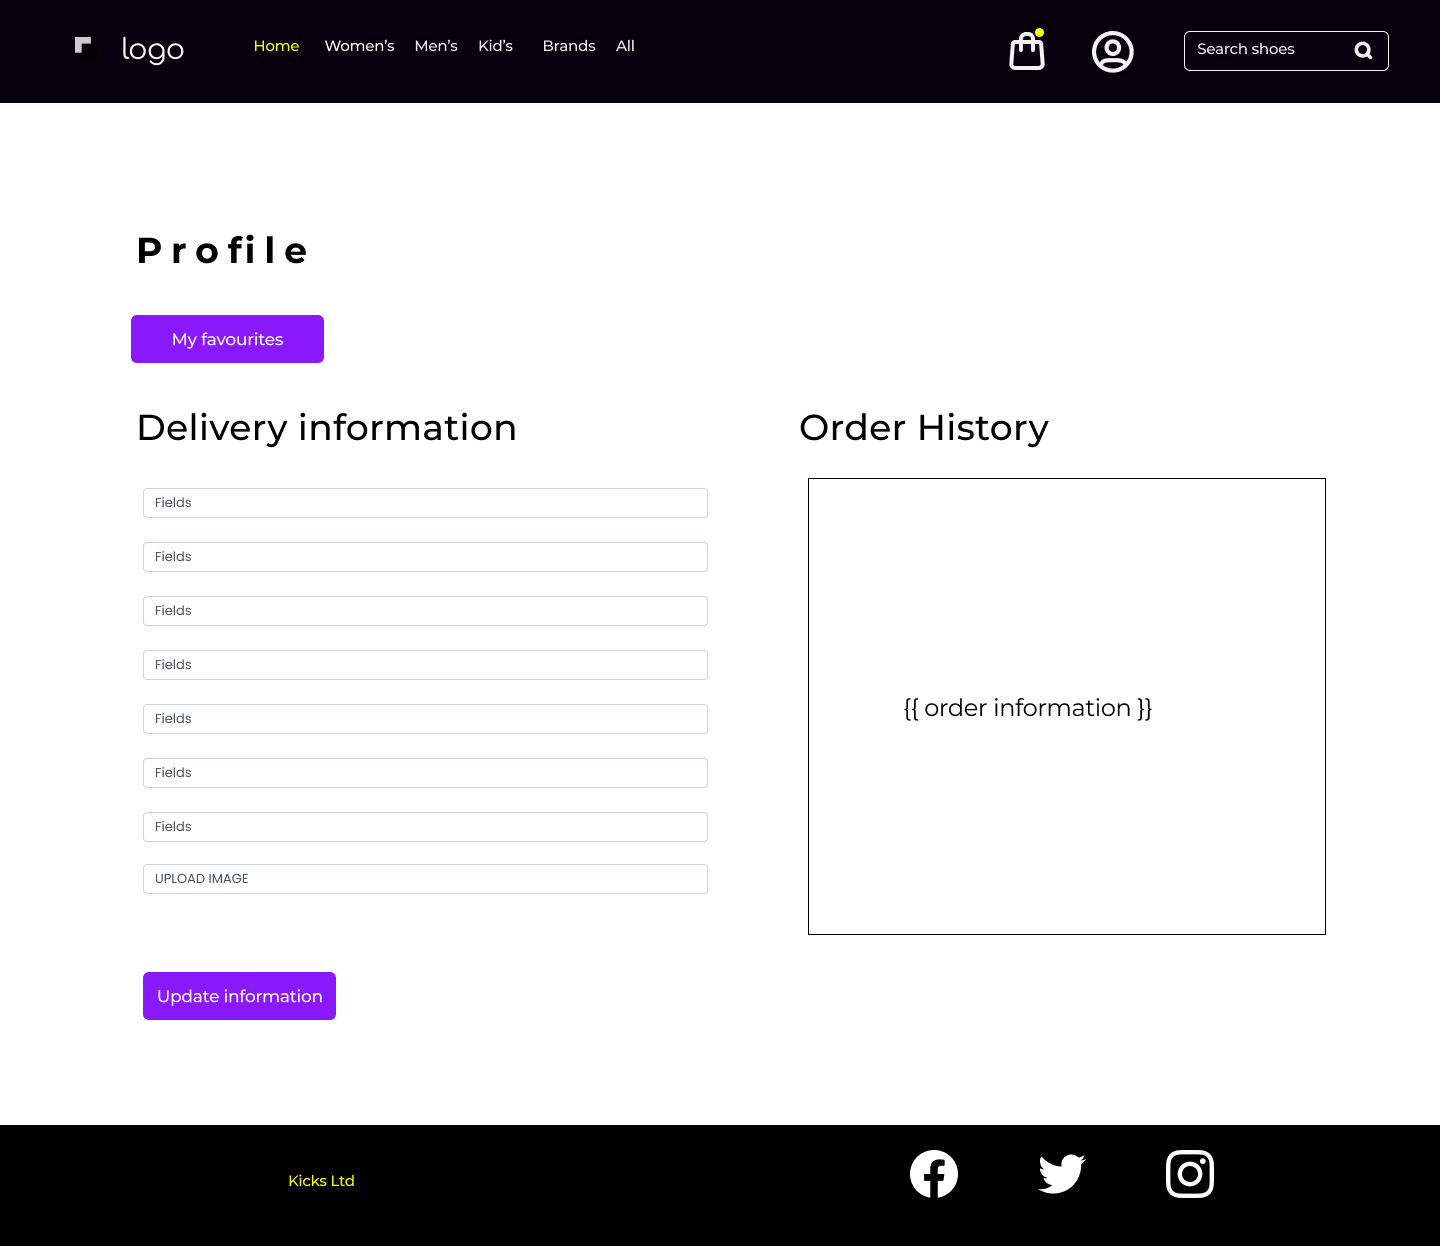 logo
Home Women’s Men’s Kid’s Brands All
Search shoes
Profile
My favourites
Delivery information
Order History
Fields
Fields
Fields
Fields
Fields
Fields
Fields
UPLOAD IMAGE
{{ order information }}
Update information
Kicks Ltd